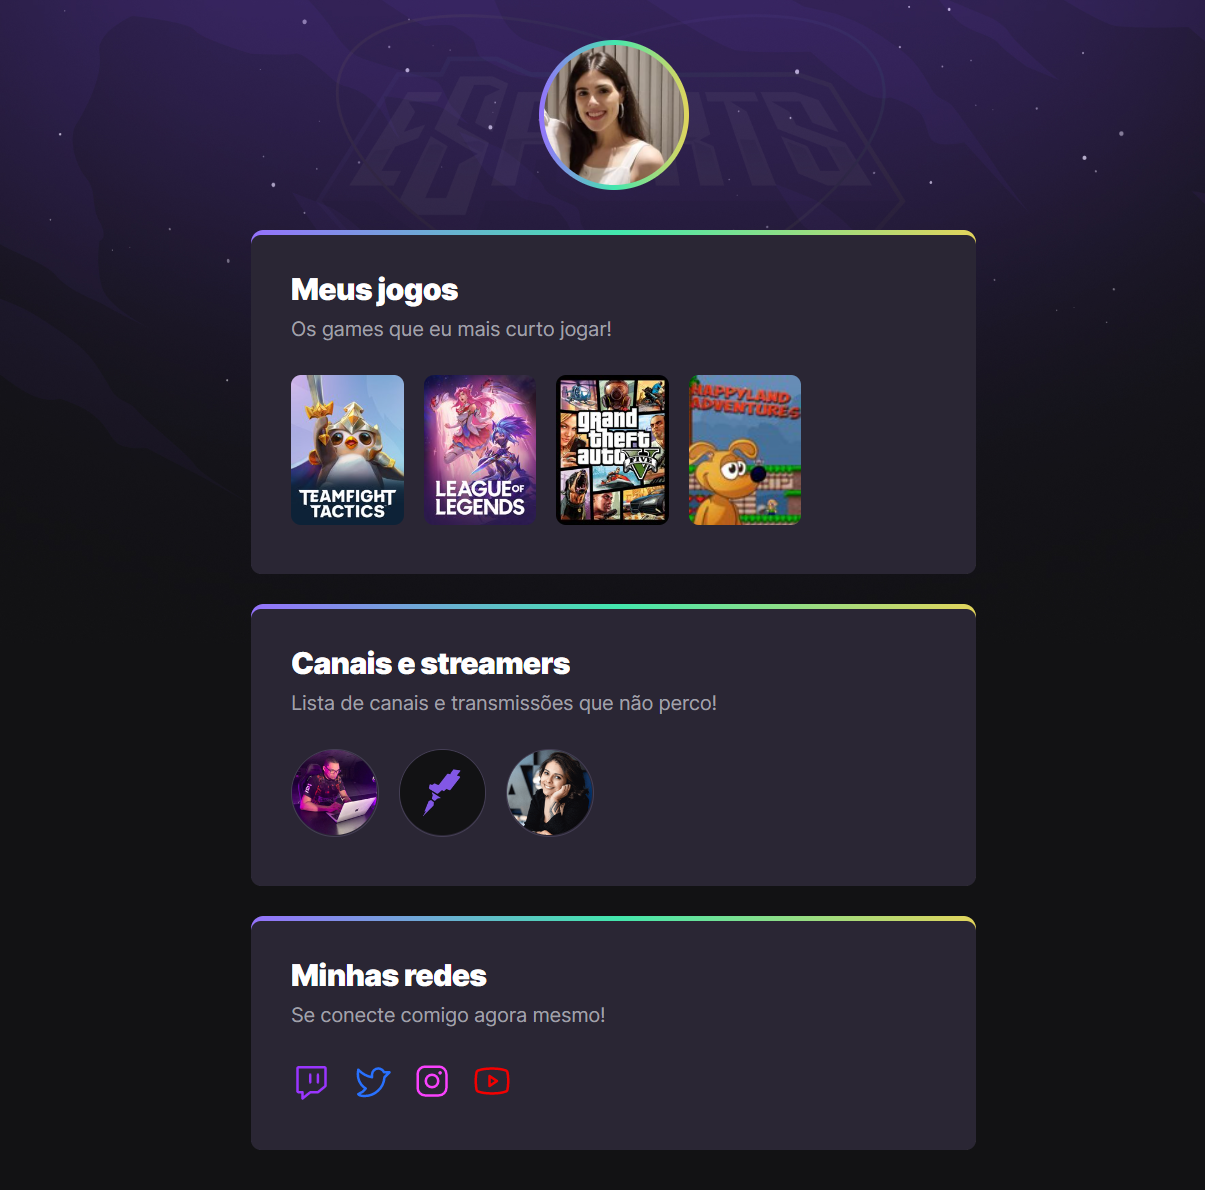 ESPORTS
Meus jogos
Os games que eu mais curto jogar!
TEAMFIGHT
TACTICS
LEAGUE OF
LEGENDS
grand
theft
auto
FIVE
HAPPYLAND
ADVENTURES
Canais e streamers
Lista de canais e transmissões que não perco!
Minhas redes
Se conecte comigo agora mesmo!